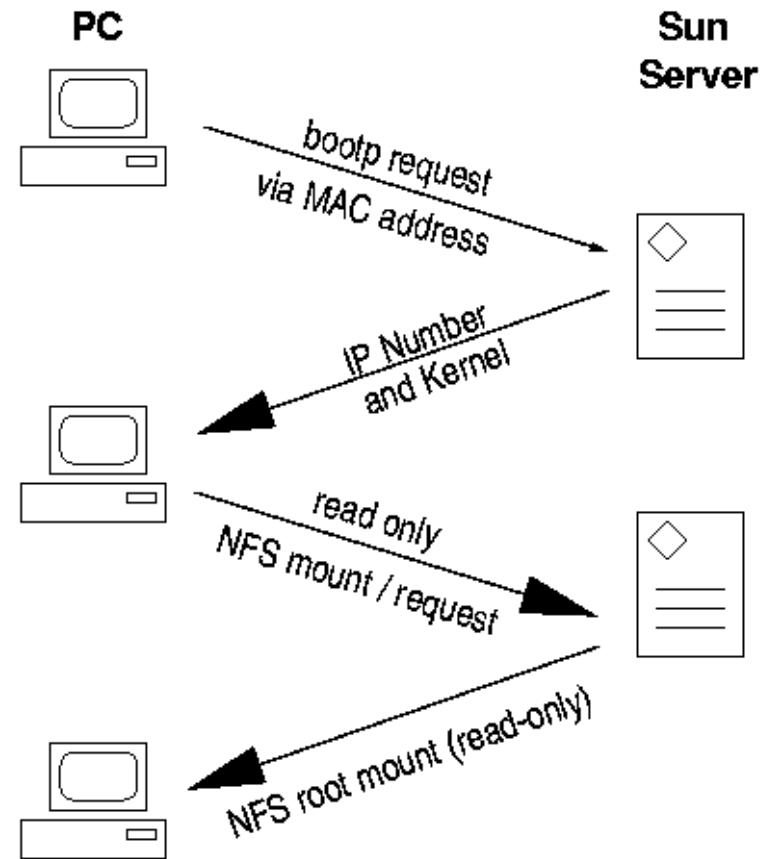 PC
Sun
Server
bootp request
via MAC address
IP Number
and Kernel
read only
NFS mount / request
NFS root mount (read-only)